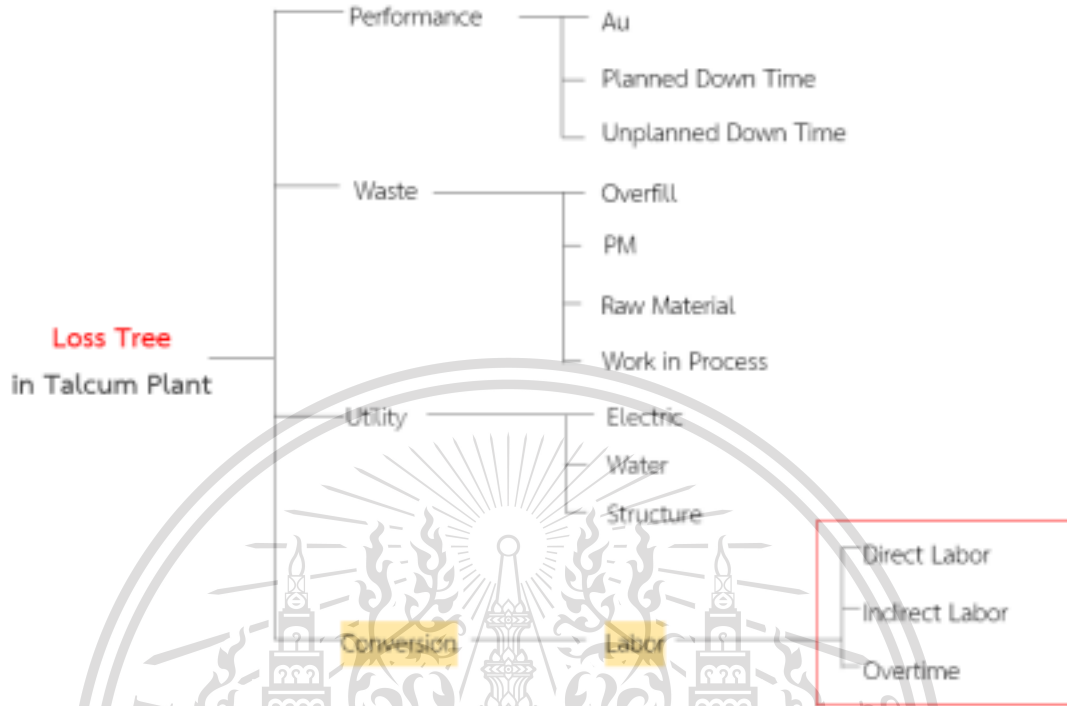 Performance
Au
Planned Down Time
Unplanned Down Time
Waste
Overfill
PM
Raw Material
Work in Process
Loss Tree
in Talcum Plant
Utility
Electric
Water
Structure
Conversion
Labor
Direct Labor
Indirect Labor
Overtime